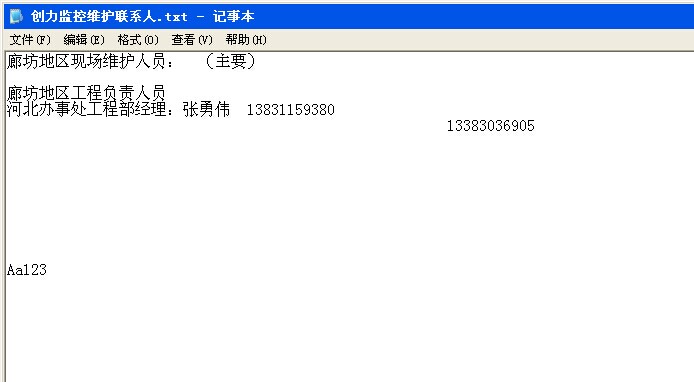 创力监控维护联系人.txt - 记事本
文件(F) 编辑(E) 格式(O) 查看(V) 帮助(H)
廊坊地区现场维护人员： （主要）
廊坊地区工程负责人员
河北办事处工程部经理：张勇伟 13831159380
13383036905
Aa123